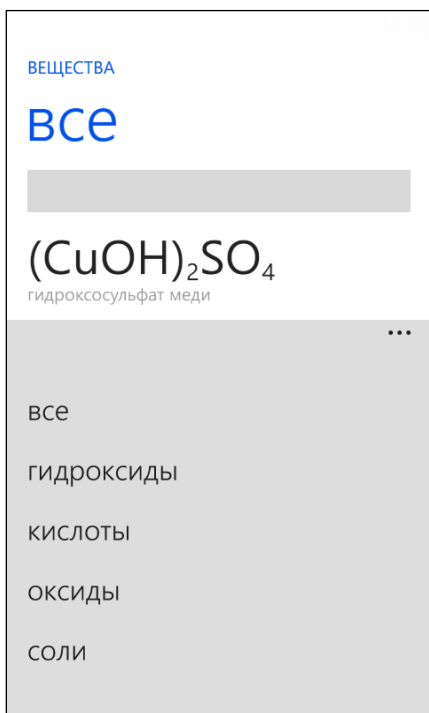 ВЕЩЕСТВА
все
(CuOH)₂SO₄
гидроксосульфат меди
...
все
гидроксиды
кислоты
оксиды
соли